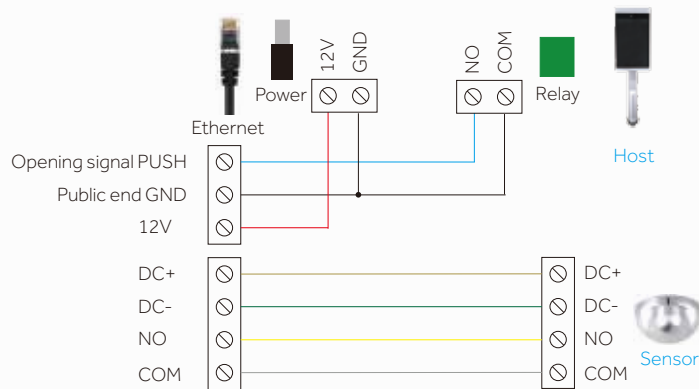 12V
GND
NO
COM
Power
Relay
Ethernet
Host
Opening signal PUSH
Public end GND
12V
DC+
DC+
DC-
DC-
NO
NO
Sensor
COM
COM